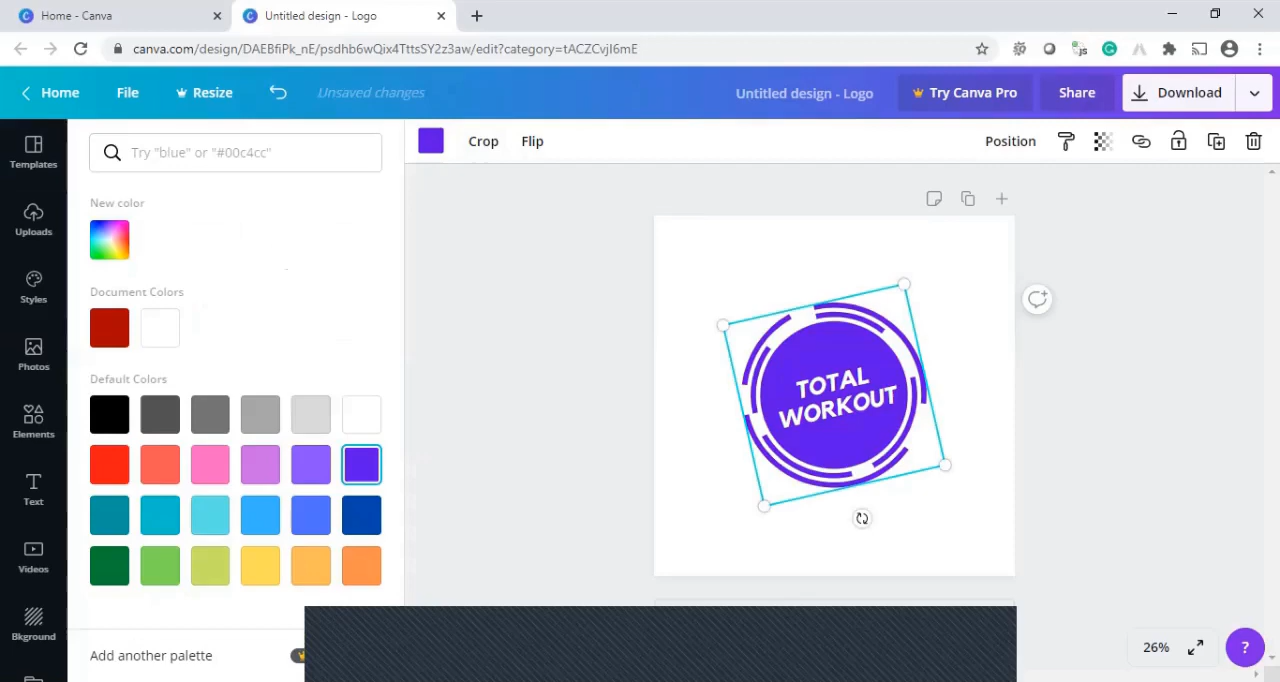 Home - Canva
Untitled design - Logo
canva.com/design/DAEBfiPk_nE/psdhb6wQix4TttsSY2z3aw/edit?category=tACZCvjI6mE
Home
File
Resize
Unsaved changes
Untitled design - Logo
Try Canva Pro
Share
Download
Templates
Uploads
Styles
Photos
Elements
Text
Videos
Bkground
Try "blue" or "#00c4cc"
New color
Document Colors
Default Colors
Add another palette
Crop
Flip
Position
TOTAL
WORKOUT
26%
?